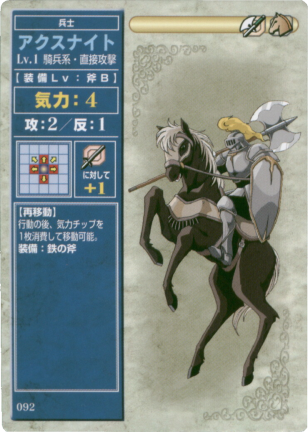 兵士
アクスナイト
Lv.1 騎兵系・直接攻撃
【装備Lv：斧B】
気力：4
攻：2／反：1
に対して
+1
【再移動】
行動の後、気力チップを
1枚消費して移動可能。
装備：鉄の斧
092